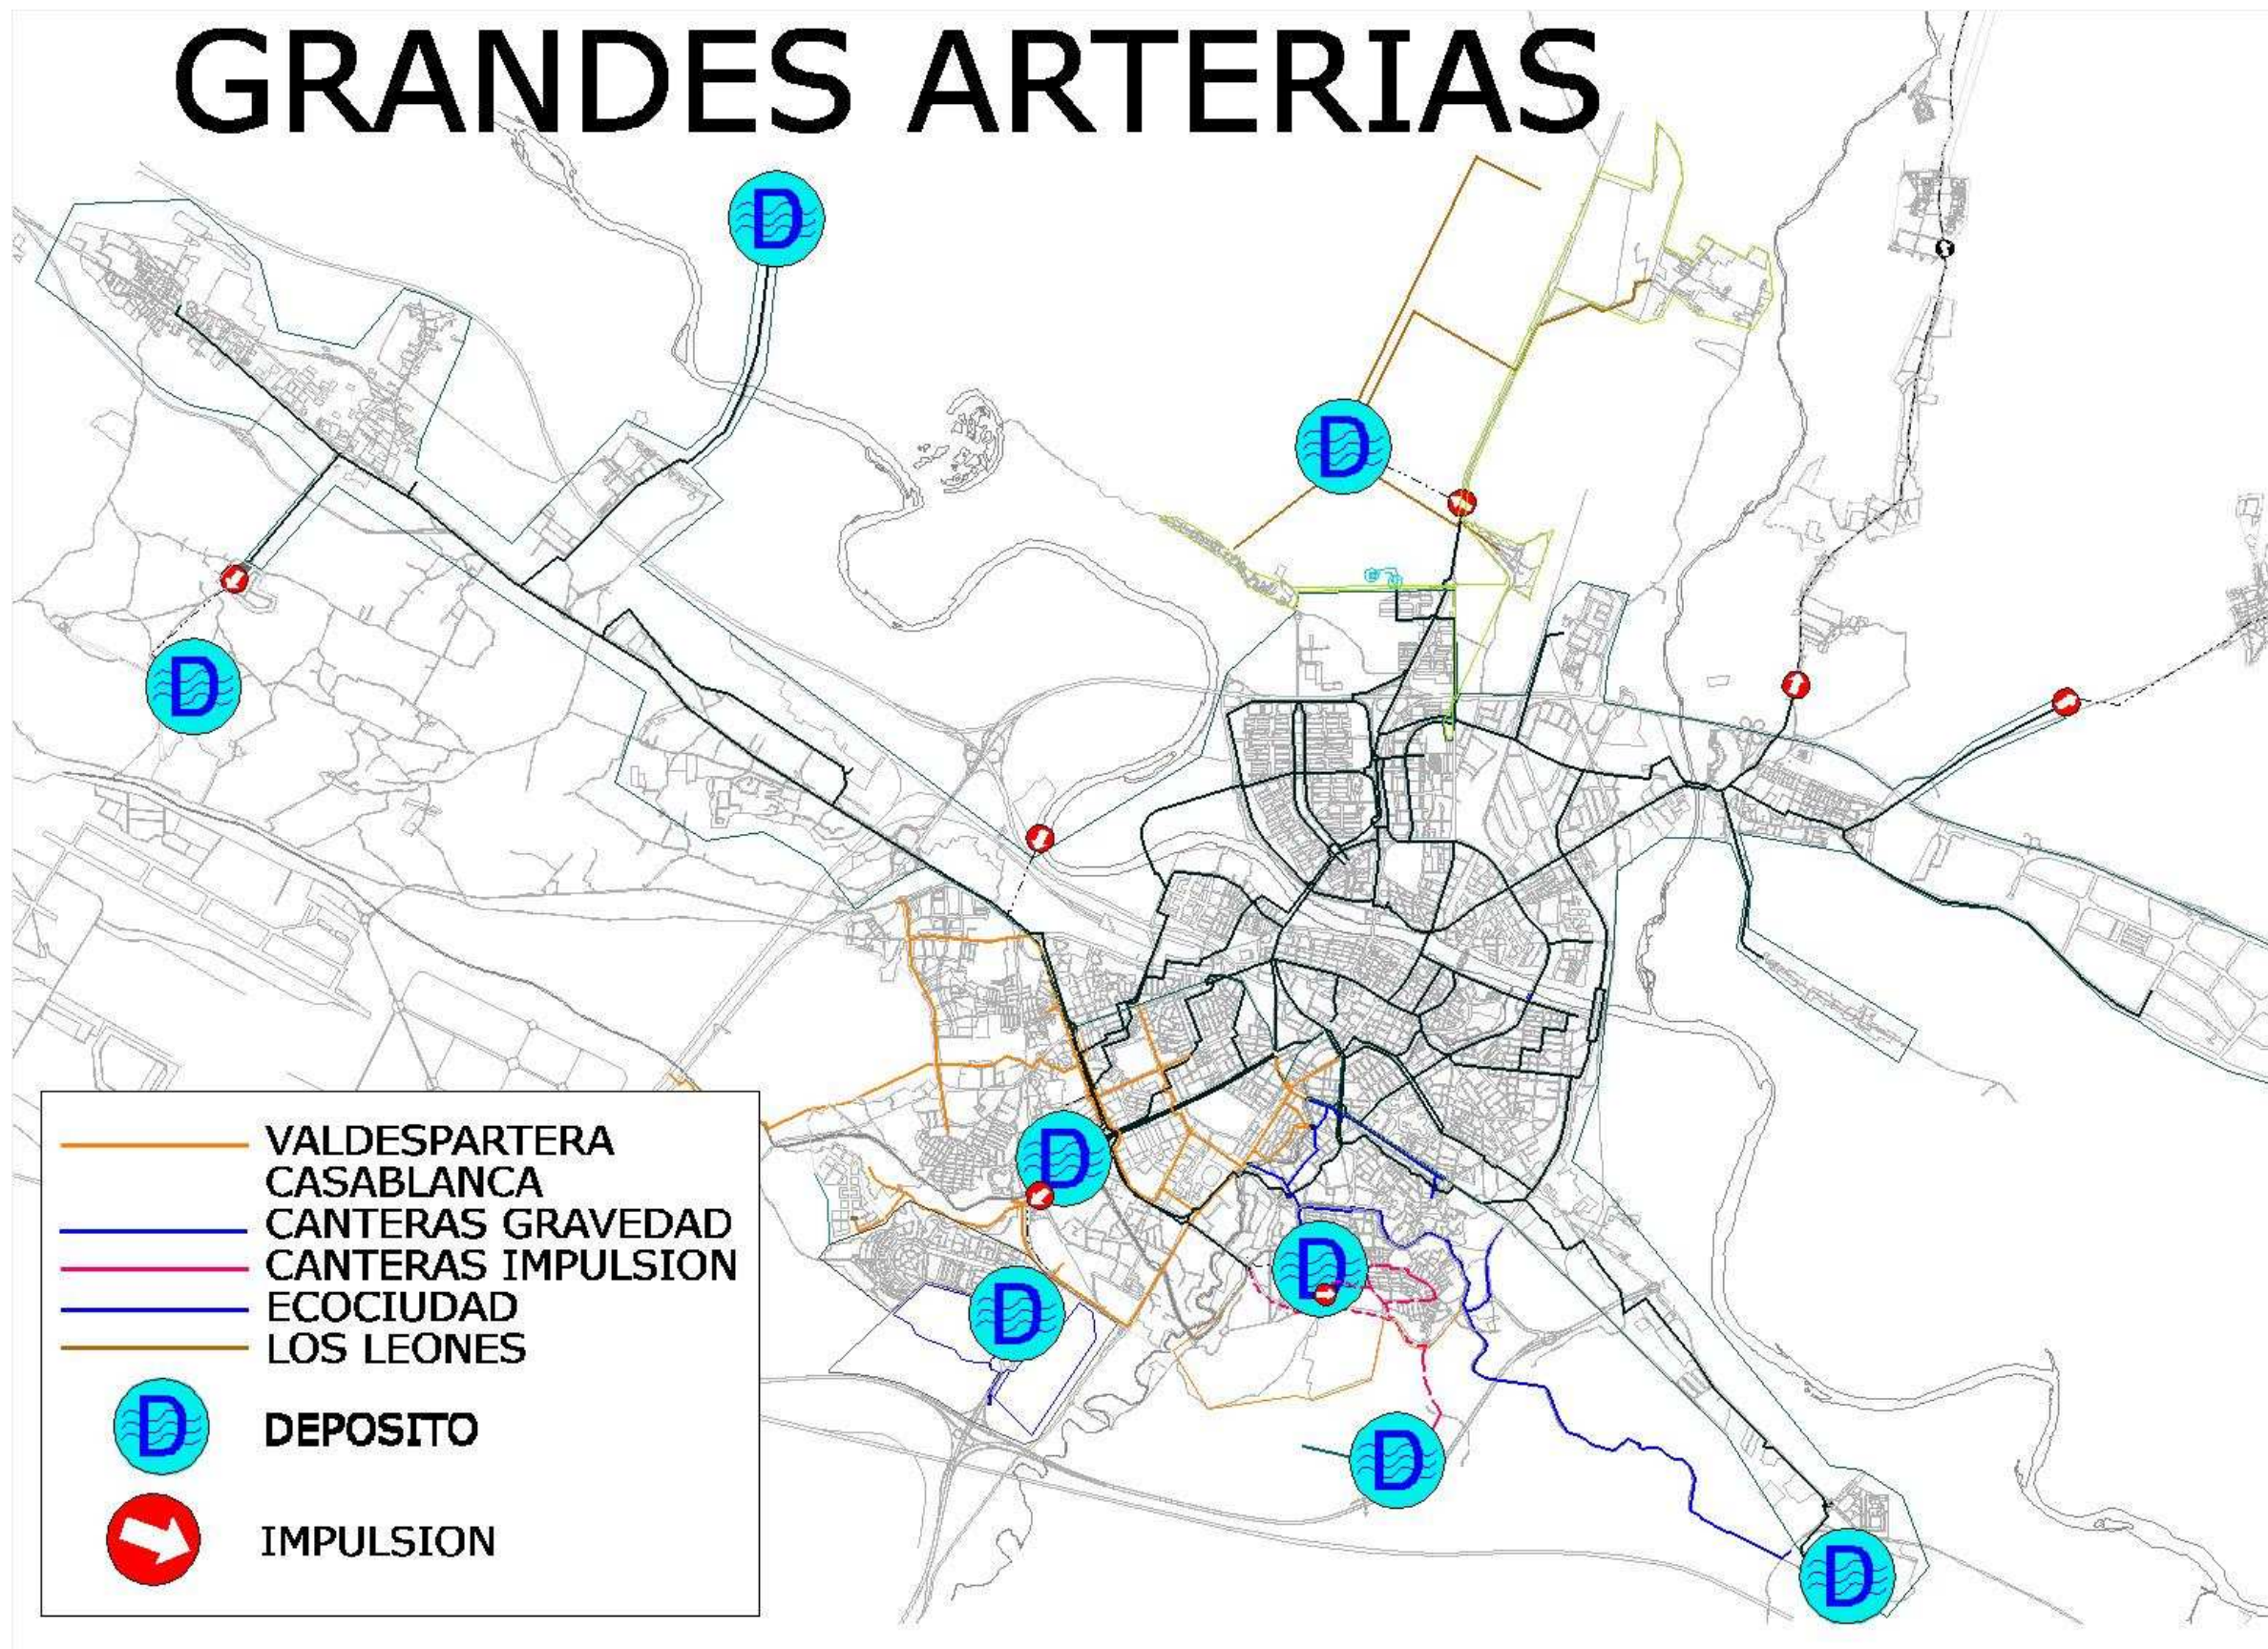 GRANDES ARTERIAS
D
D
D
D
D
D
D
D
VALDESPARTERA
CASABLANCA
CANTERAS GRAVEDAD
CANTERAS IMPULSION
ECOCIUDAD
LOS LEONES
D
DEPOSITO
IMPULSION